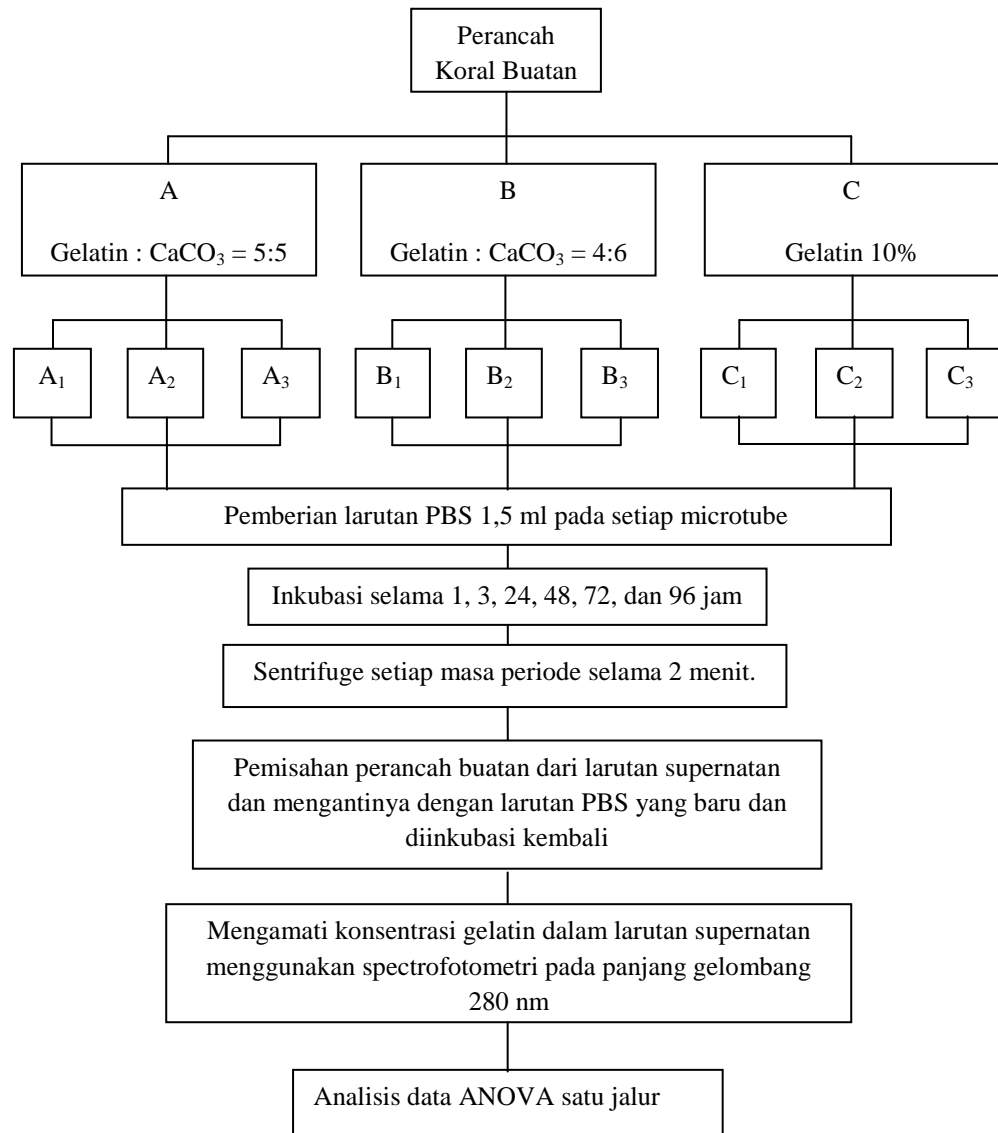 Perancah
Koral Buatan
A
Gelatin : CaCO₃ = 5:5
B
Gelatin : CaCO₃ = 4:6
C
Gelatin 10%
A₁
A₂
A₃
B₁
B₂
B₃
C₁
C₂
C₃
Pemberian larutan PBS 1,5 ml pada setiap microtube
Inkubasi selama 1, 3, 24, 48, 72, dan 96 jam
Sentrifuge setiap masa periode selama 2 menit.
Pemisahan perancah buatan dari larutan supernatan
dan mengantinya dengan larutan PBS yang baru dan
diinkubasi kembali
Mengamati konsentrasi gelatin dalam larutan supernatan
menggunakan spectrofotometri pada panjang gelombang
280 nm
Analisis data ANOVA satu jalur